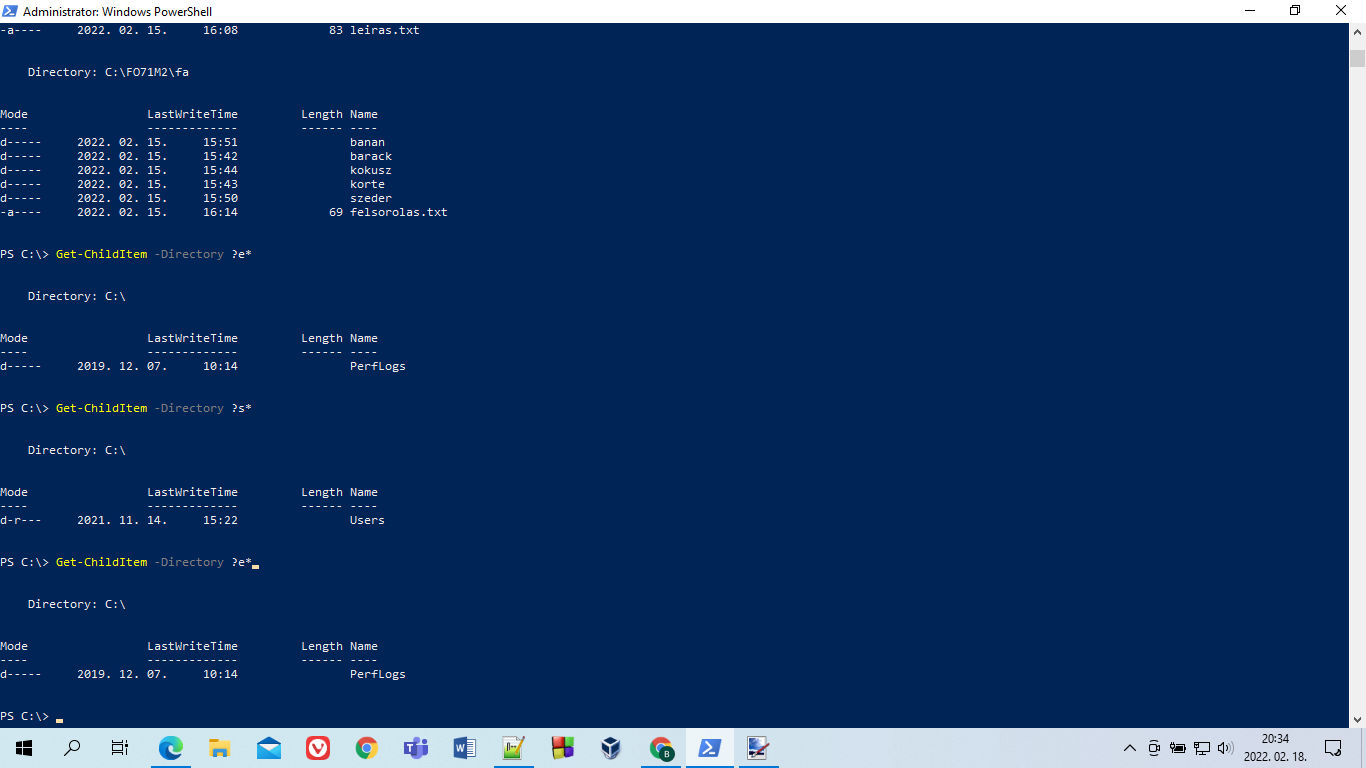 Administrator: Windows PowerShell
-a---- 2022. 02. 15. 16:08 83 leiras.txt
Directory: C:\FO71M2\fa
Mode LastWriteTime Length Name
---- ------------- ------ ----
d----- 2022. 02. 15. 15:51 banan
d----- 2022. 02. 15. 15:42 barack
d----- 2022. 02. 15. 15:44 kokusz
d----- 2022. 02. 15. 15:43 korte
d----- 2022. 02. 15. 15:50 szeder
-a---- 2022. 02. 15. 16:14 69 felsorolas.txt
PS C:\> Get-ChildItem -Directory ?e*
Directory: C:\
Mode LastWriteTime Length Name
---- ------------- ------ ----
d----- 2019. 12. 07. 10:14 PerfLogs
PS C:\> Get-ChildItem -Directory ?s*
Directory: C:\
Mode LastWriteTime Length Name
---- ------------- ------ ----
d-r--- 2021. 11. 14. 15:22 Users
PS C:\> Get-ChildItem -Directory ?e*
Directory: C:\
Mode LastWriteTime Length Name
---- ------------- ------ ----
d----- 2019. 12. 07. 10:14 PerfLogs
PS C:\>
20:34
2022. 02. 18.